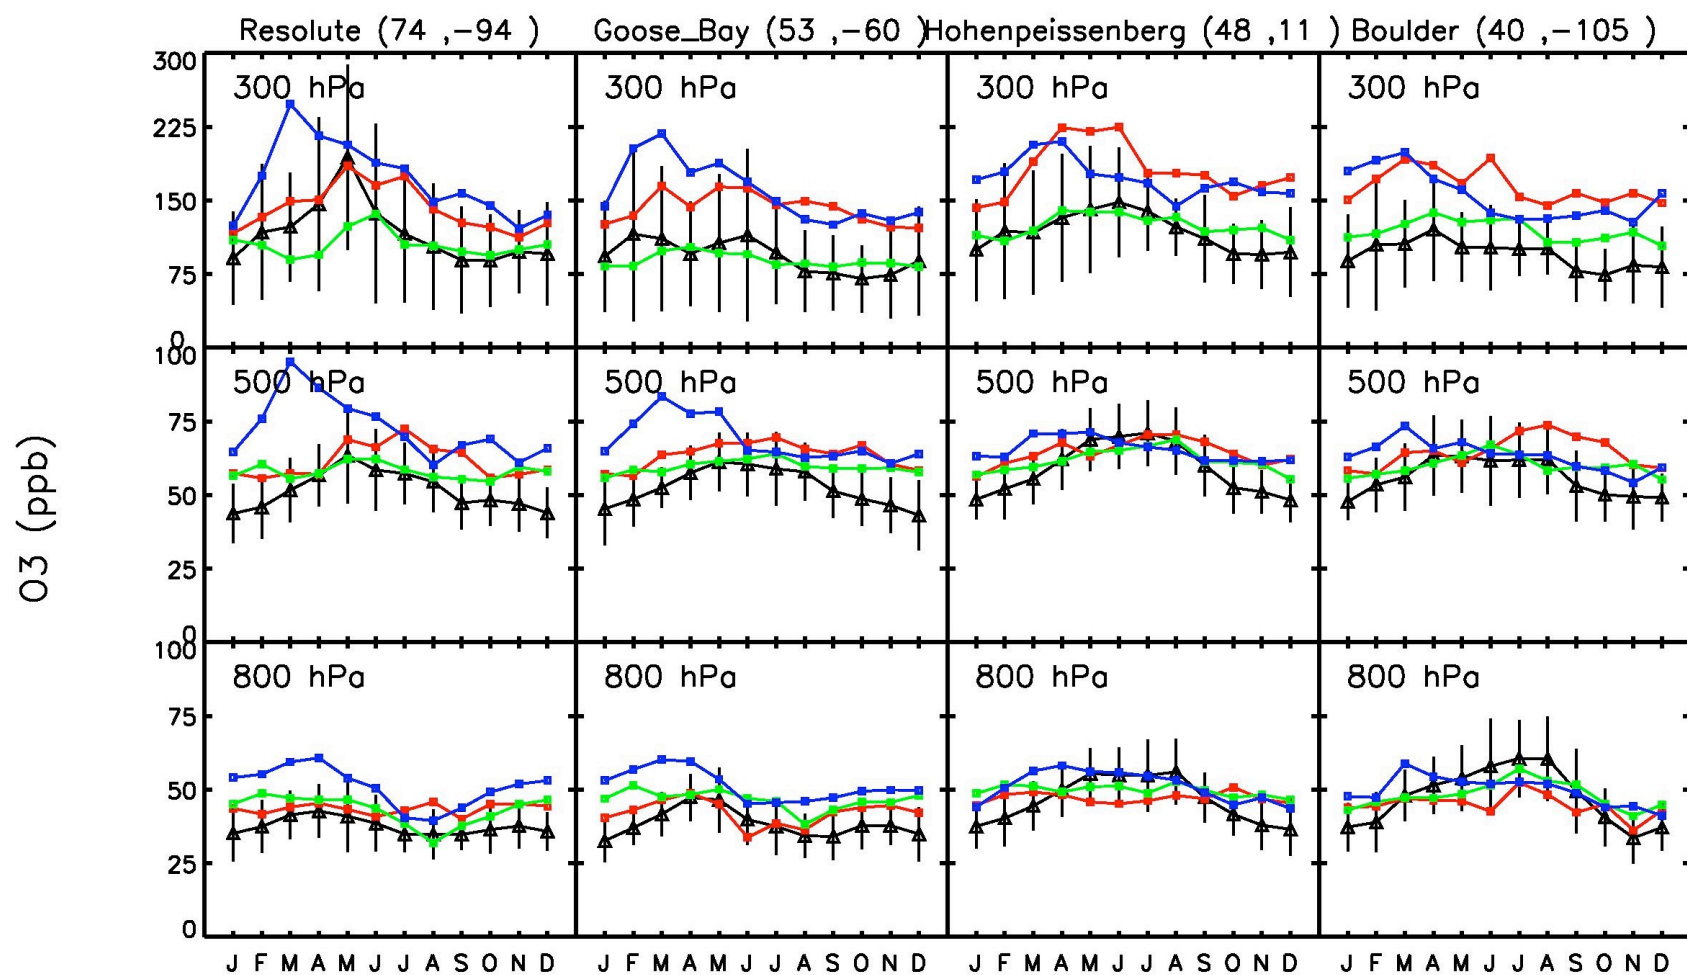 Resolute (74 ,-94 ) Goose_Bay (53 ,-60 ) Hohenpeissenberg (48 ,11 ) Boulder (40 ,-105 )
300 hPa 300 hPa 300 hPa 300 hPa
300
225
150
75
0
500 hPa 500 hPa 500 hPa 500 hPa
100
75
50
25
0
800 hPa 800 hPa 800 hPa 800 hPa
100
75
50
25
0
O3 (ppb)
J F M A M J J A S O N D J F M A M J J A S O N D J F M A M J J A S O N D J F M A M J J A S O N D